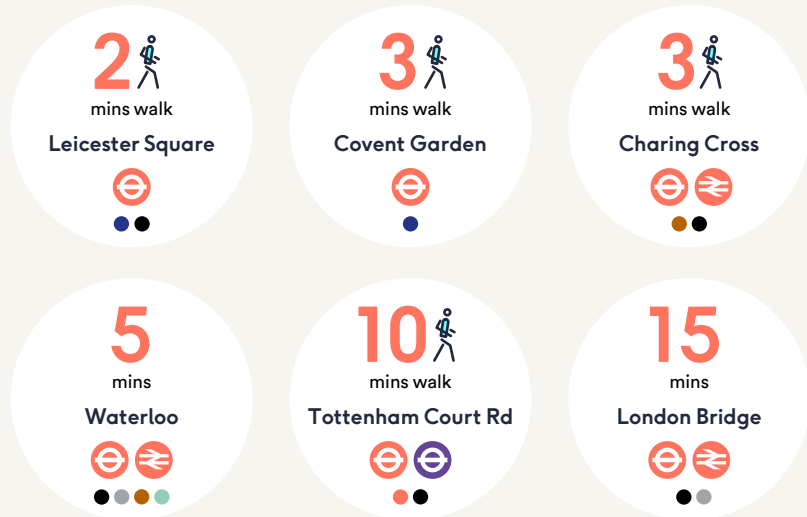 2
mins walk
Leicester Square
3
mins walk
Covent Garden
3
mins walk
Charing Cross
5
mins
Waterloo
10
mins walk
Tottenham Court Rd
15
mins
London Bridge